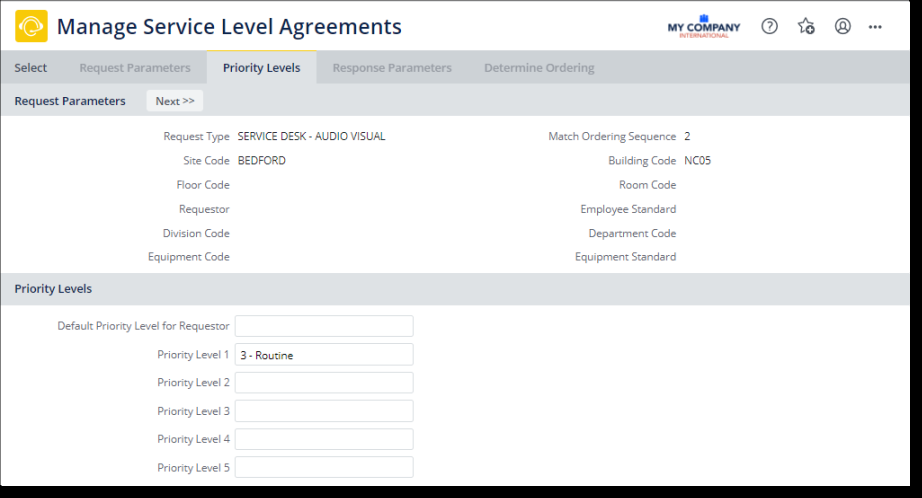 Manage Service Level Agreements
MY COMPANY
INTERNATIONAL
Select Request Parameters Priority Levels Response Parameters Determine Ordering
Request Parameters Next >>
Request Type SERVICE DESK - AUDIO VISUAL Match Ordering Sequence 2
Site Code BEDFORD Building Code NC05
Floor Code Room Code
Requestor Employee Standard
Division Code Department Code
Equipment Code Equipment Standard
Priority Levels
Default Priority Level for Requestor
Priority Level 1 3 - Routine
Priority Level 2
Priority Level 3
Priority Level 4
Priority Level 5